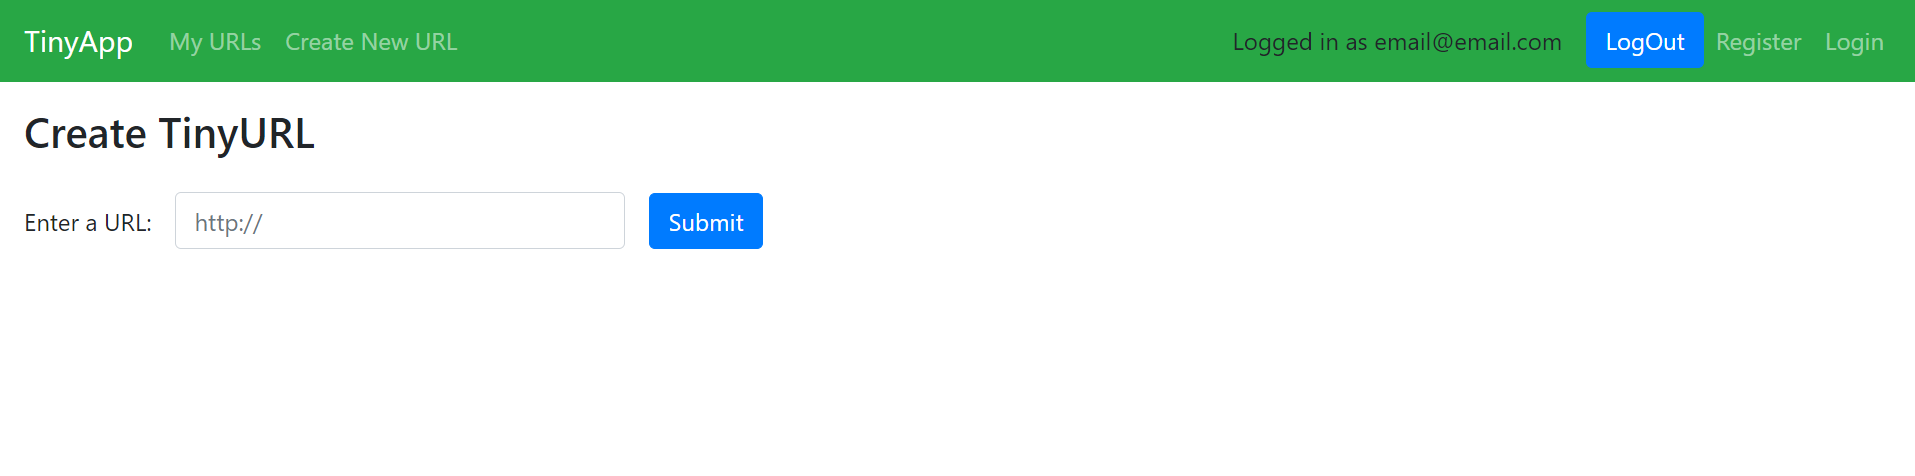 TinyApp My URLs Create New URL Logged in as email@email.com LogOut Register Login
Create TinyURL
Enter a URL: http:// Submit